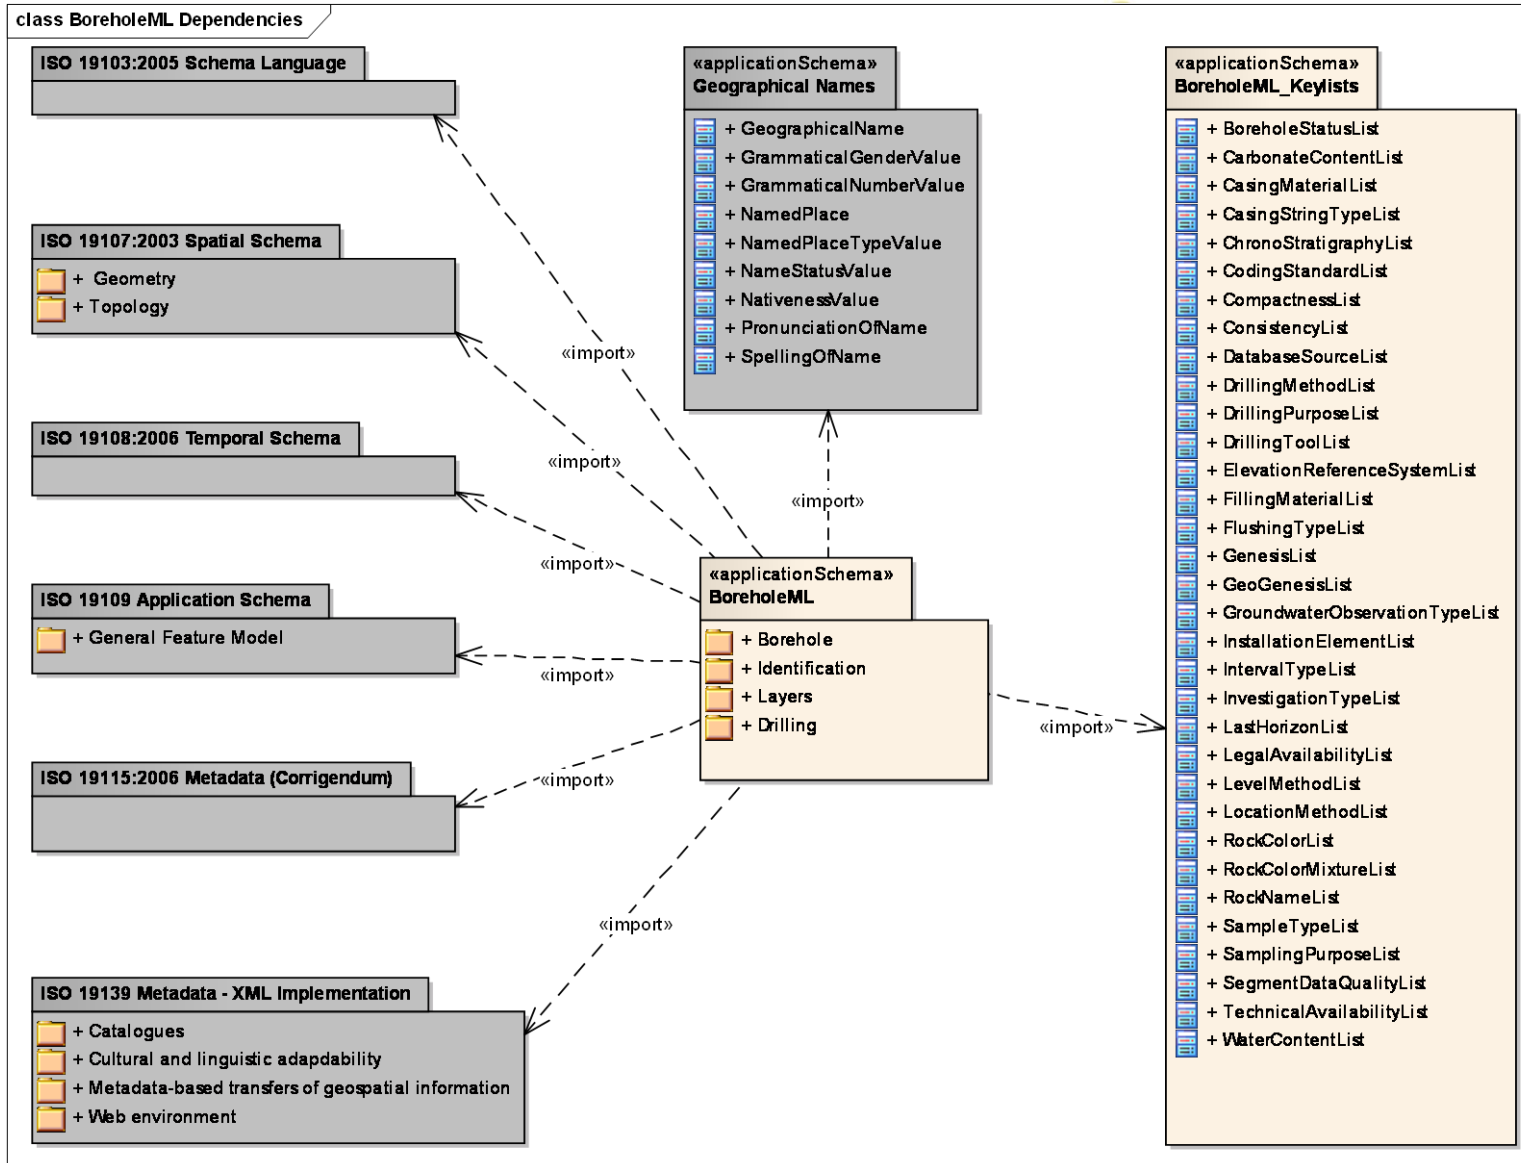 class BoreholeML Dependencies
ISO 19103:2005 Schema Language
ISO 19107:2003 Spatial Schema
+ Geometry
+ Topology
ISO 19108:2006 Temporal Schema
ISO 19109 Application Schema
+ General Feature Model
ISO 19115:2006 Metadata (Corrigendum)
ISO 19139 Metadata - XML Implementation
+ Catalogues
+ Cultural and linguistic adapdability
+ Metadata-based transfers of geospatial information
+ Web environment
«import»
«import»
«import»
«import»
«import»
«import»
«applicationSchema»
Geographical Names
+ GeographicalName
+ GrammaticalGenderValue
+ GrammaticalNumberValue
+ NamedPlace
+ NamedPlaceTypeValue
+ NameStatusValue
+ NativenessValue
+ PronunciationOfName
+ SpellingOfName
«import»
«applicationSchema»
BoreholeML
+ Borehole
+ Identification
+ Layers
+ Drilling
«import»
«applicationSchema»
BoreholeML_Keylists
+ BoreholeStatusList
+ CarbonateContentList
+ CasingMaterialList
+ CasingStringTypeList
+ ChronoStratigraphyList
+ CodingStandardList
+ CompactnessList
+ ConsistencyList
+ DatabaseSourceList
+ DrillingMethodList
+ DrillingPurposeList
+ DrillingToolList
+ ElevationReferenceSystemList
+ FillingMaterialList
+ FlushingTypeList
+ GenesisList
+ GeoGenesisList
+ GroundwaterObservationTypeList
+ InstallationElementList
+ IntervalTypeList
+ InvestigationTypeList
+ LastHorizonList
+ LegalAvailabilityList
+ LevelMethodList
+ LocationMethodList
+ RockColorList
+ RockColorMixtureList
+ RockNameList
+ SampleTypeList
+ SamplingPurposeList
+ SegmentDataQualityList
+ TechnicalAvailabilityList
+ WaterContentList